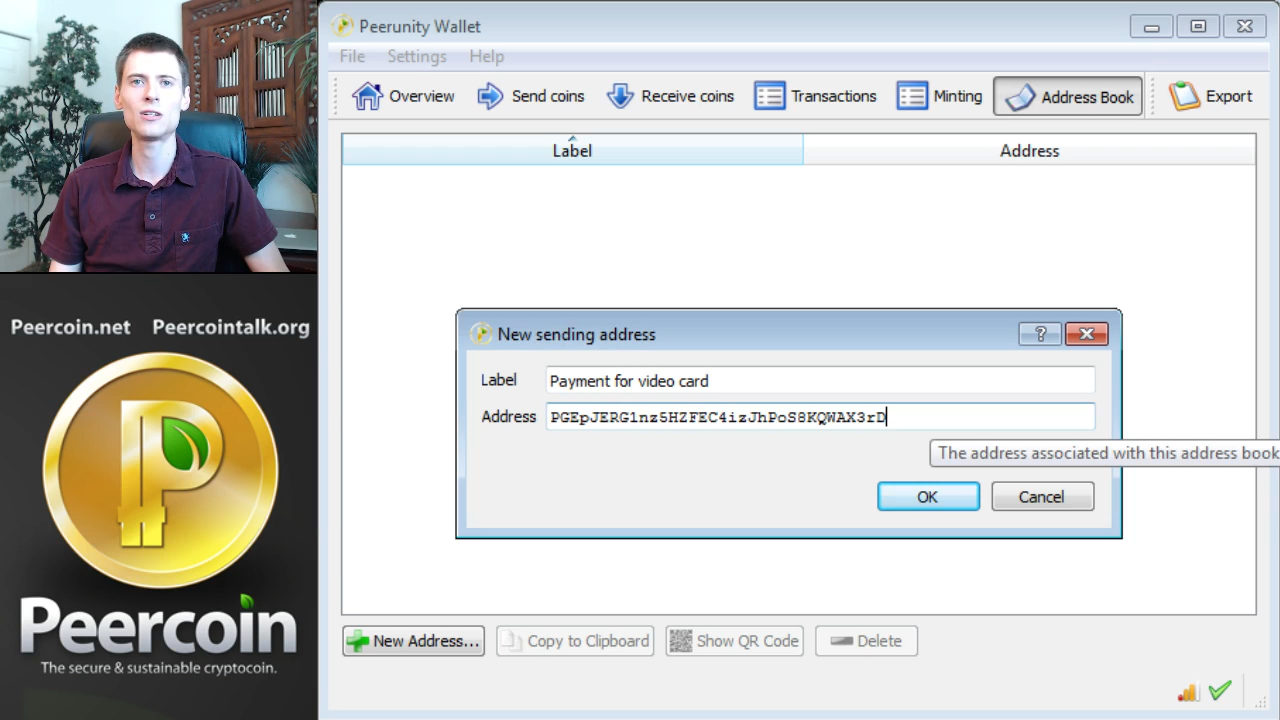 Peerunity Wallet
File Settings Help
Overview Send coins Receive coins Transactions Minting Address Book Export
Label Address
New sending address
Label Payment for video card
Address PGEpJERG1nz5HZFEC4izJhPoS8KQWAX3rD
The address associated with this address book
OK Cancel
New Address... Copy to Clipboard Show QR Code Delete
Peercoin.net Peercointalk.org
Peercoin
The secure & sustainable cryptocoin.